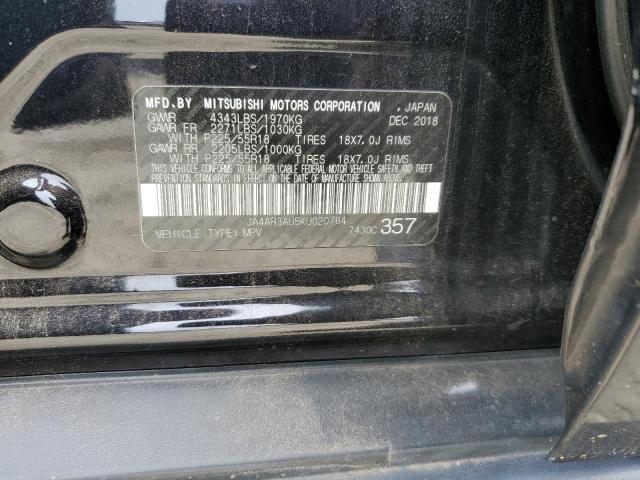 MFD.BY MITSUBISHI MOTORS CORPORATION , JAPAN
GVWR 4343LBS/1970KG DEC 2018
GAWR FR 2271LBS/1030KG
WITH P225/55R18 TIRES 18X7.0J RIMS
GAWR RR 2205LBS/1000KG
WITH P225/55R18 TIRES 18X7.0J RIMS
THIS VEHICLE CONFORMS TO ALL APPLICABLE FEDERAL MOTOR VEHICLE SAFETY AND THEFT
PREVENTION STANDARDS IN EFFECT ON THE DATE OF MANUFACTURE SHOWN ABOVE.
JA4AR3AU5KU020764
VEHICLE TYPE: MPV 7430C 357